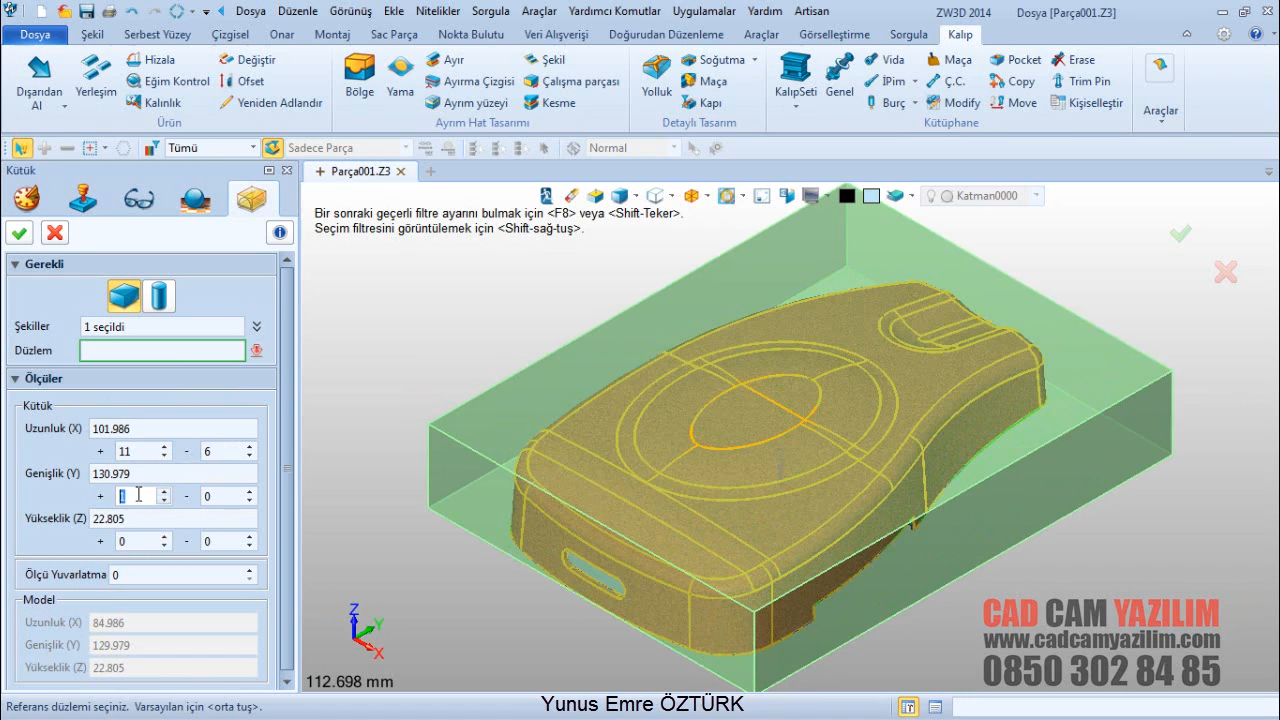 Dosya Düzenle Görünüş Ekle Nitelikler Sorgula Araçlar Yardımcı Komutlar Uygulamalar Yardım Artisan ZW3D 2014 Dosya [Parça001.Z3]
Dosya Şekil Serbest Yüzey Çizgisel Onar Montaj Sac Parça Nokta Bulutu Veri Alışverişi Doğurudan Düzenleme Araçlar Görselleştirme Sorgula Kalıp
Dışarıdan Al
Yerleşim
Hizala
Eğim Kontrol
Kalınlık
Değiştir
Ofset
Yeniden Adlandır
Ürün
Bölge
Yama
Ayır
Ayırma Çizgisi
Ayrım yüzeyi
Şekil
Çalışma parçası
Kesme
Ayrım Hat Tasarımı
Yolluk
Soğutma
Maça
Kapı
Detaylı Tasarım
KalıpSeti
Genel
Vida
İPim
Burç
Maça
Ç.C.
Modify
Pocket
Copy
Move
Erase
Trim Pin
Kişiselleştir
Kütüphane
Araçlar
Tümü
Sadece Parça
Normal
Kütük
Parça001.Z3
Katman0000
Bir sonraki geçerli filtre ayarını bulmak için <F8> veya <Shift-Teker>.
Seçim filtresini görüntülemek için <Shift-sağ-tuş>.
Gerekli
Şekiller 1 seçildi
Düzlem
Ölçüler
Kütük
Uzunluk (X) 101.986
+ 11 - 6
Genişlik (Y) 130.979
+ - 0
Yükseklik (Z) 22.805
+ 0 - 0
Ölçü Yuvarlatma 0
Model
Uzunluk (X) 84.986
Genişlik (Y) 129.979
Yükseklik (Z) 22.805
Z
Y
X
112.698 mm
CAD CAM YAZILIM
www.cadcamyazilim.com
0850 302 84 85
Referans düzlemi seçiniz. Varsayılan için <orta tuş>.
Yunus Emre ÖZTÜRK